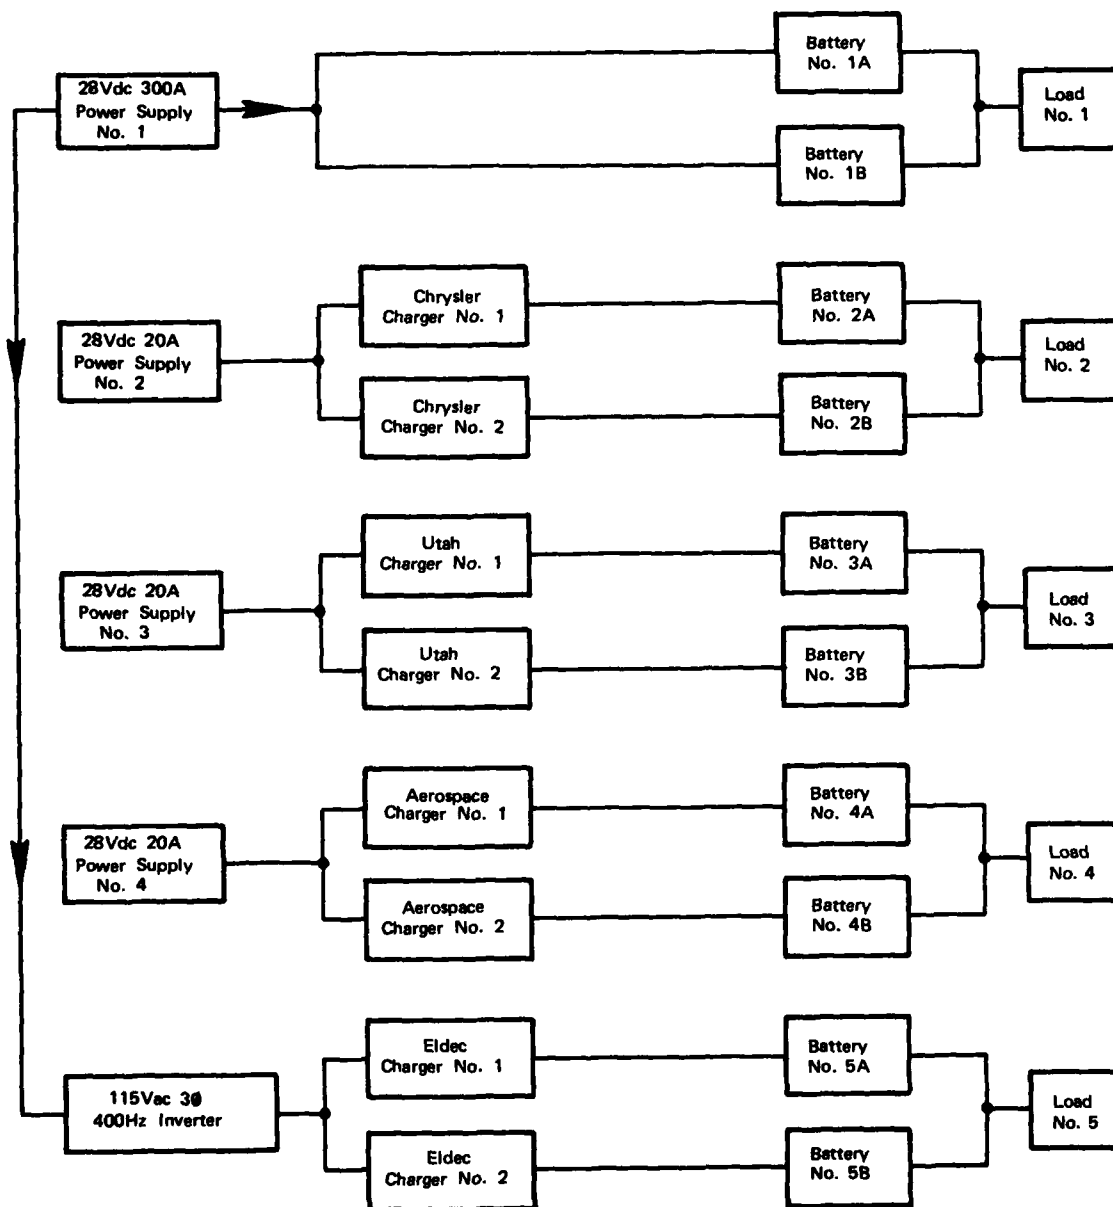 28Vdc 300A
Power Supply
No. 1
Battery
No. 1A
Battery
No. 1B
Load
No. 1
28Vdc 20A
Power Supply
No. 2
Chrysler
Charger No. 1
Chrysler
Charger No. 2
Battery
No. 2A
Battery
No. 2B
Load
No. 2
28Vdc 20A
Power Supply
No. 3
Utah
Charger No. 1
Utah
Charger No. 2
Battery
No. 3A
Battery
No. 3B
Load
No. 3
28Vdc 20A
Power Supply
No. 4
Aerospace
Charger No. 1
Aerospace
Charger No. 2
Battery
No. 4A
Battery
No. 4B
Load
No. 4
115Vac 3Ø
400Hz Inverter
Eldec
Charger No. 1
Eldec
Charger No. 2
Battery
No. 5A
Battery
No. 5B
Load
No. 5